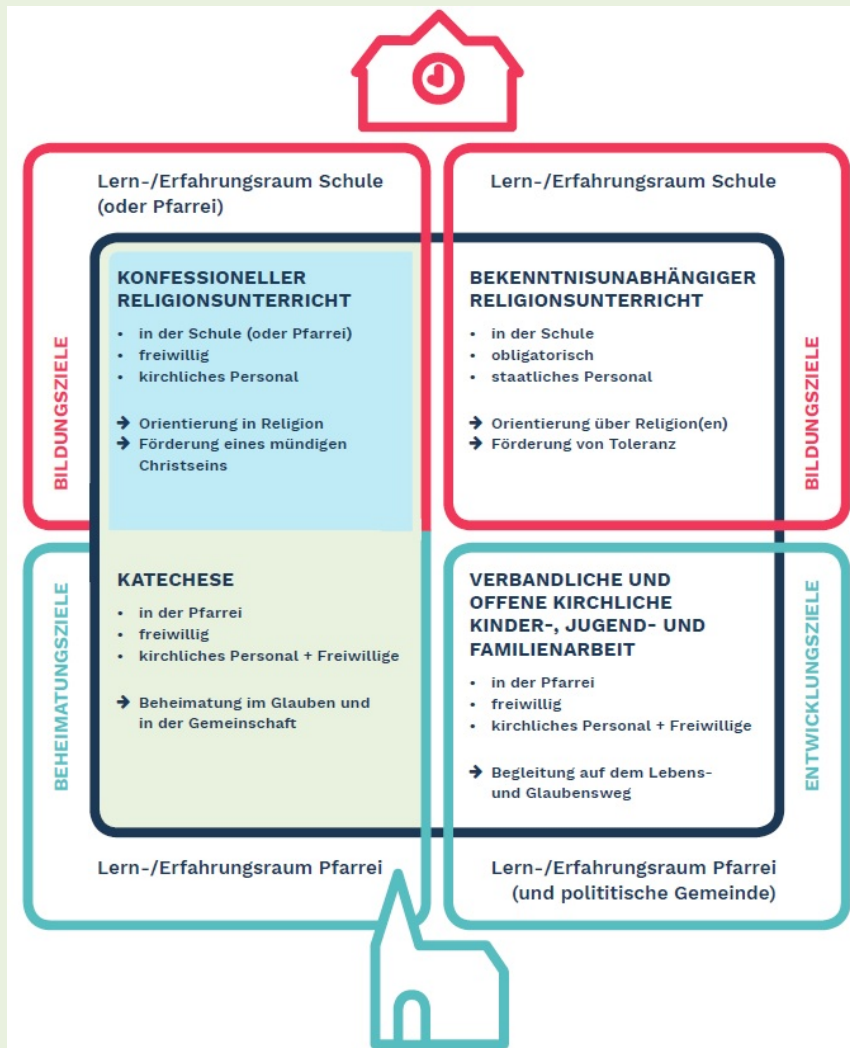 Lern-/Erfahrungsraum Schule
(oder Pfarrei)
BILDUNGSZIELE
KONFESSIONELLER
RELIGIONSUNTERRICHT
• in der Schule (oder Pfarrei)
• freiwillig
• kirchliches Personal
→ Orientierung in Religion
→ Förderung eines mündigen
Christseins
Lern-/Erfahrungsraum Schule
BEKENNTNISUNABHÄNGIGER
RELIGIONSUNTERRICHT
• in der Schule
• obligatorisch
• staatliches Personal
→ Orientierung über Religion(en)
→ Förderung von Toleranz
BILDUNGSZIELE
BEHEIMATUNGSZIELE
KATECHESE
• in der Pfarrei
• freiwillig
• kirchliches Personal + Freiwillige
→ Beheimatung im Glauben und
in der Gemeinschaft
Lern-/Erfahrungsraum Pfarrei
VERBANDLICHE UND
OFFENE KIRCHLICHE
KINDER-, JUGEND- UND
FAMILIENARBEIT
• in der Pfarrei
• freiwillig
• kirchliches Personal + Freiwillige
→ Begleitung auf dem Lebens-
und Glaubensweg
ENTWICKLUNGSZIELE
Lern-/Erfahrungsraum Pfarrei
(und polititische Gemeinde)